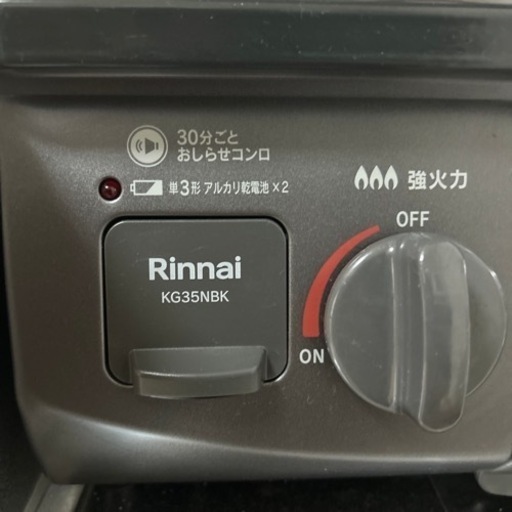 30分ごと
おしらせコンロ
単3形 アルカリ乾電池×2
強火力
OFF
Rinnai
KG35NBK
ON